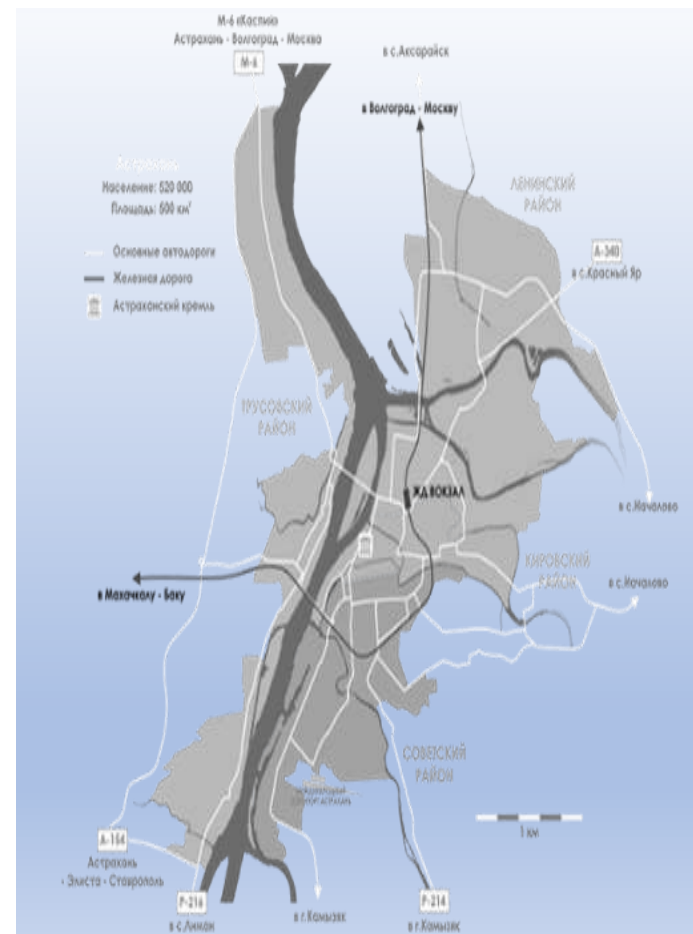 М-6 «Каспий»
Астрахань - Волгоград - Москва
М-6
в с.Аксарайск
в Волгоград - Москву
Астрахань
Население: 520 000
Площадь: 500 км²
Основные автодороги
Железная дорога
Астраханский кремль
ЛЕНИНСКИЙ
РАЙОН
А-340
в с.Красный Яр
ТРУСОВСКИЙ
РАЙОН
ЖД ВОКЗАЛ
в с.Началово
КИРОВСКИЙ
РАЙОН
в с.Началово
в Махачкалу - Баку
СОВЕТСКИЙ
РАЙОН
1 км
А-154
Астрахань
- Элиста - Ставрополь
Р-216
в с.Лиман
в г.Камызяк
Р-214
в г.Камызяк